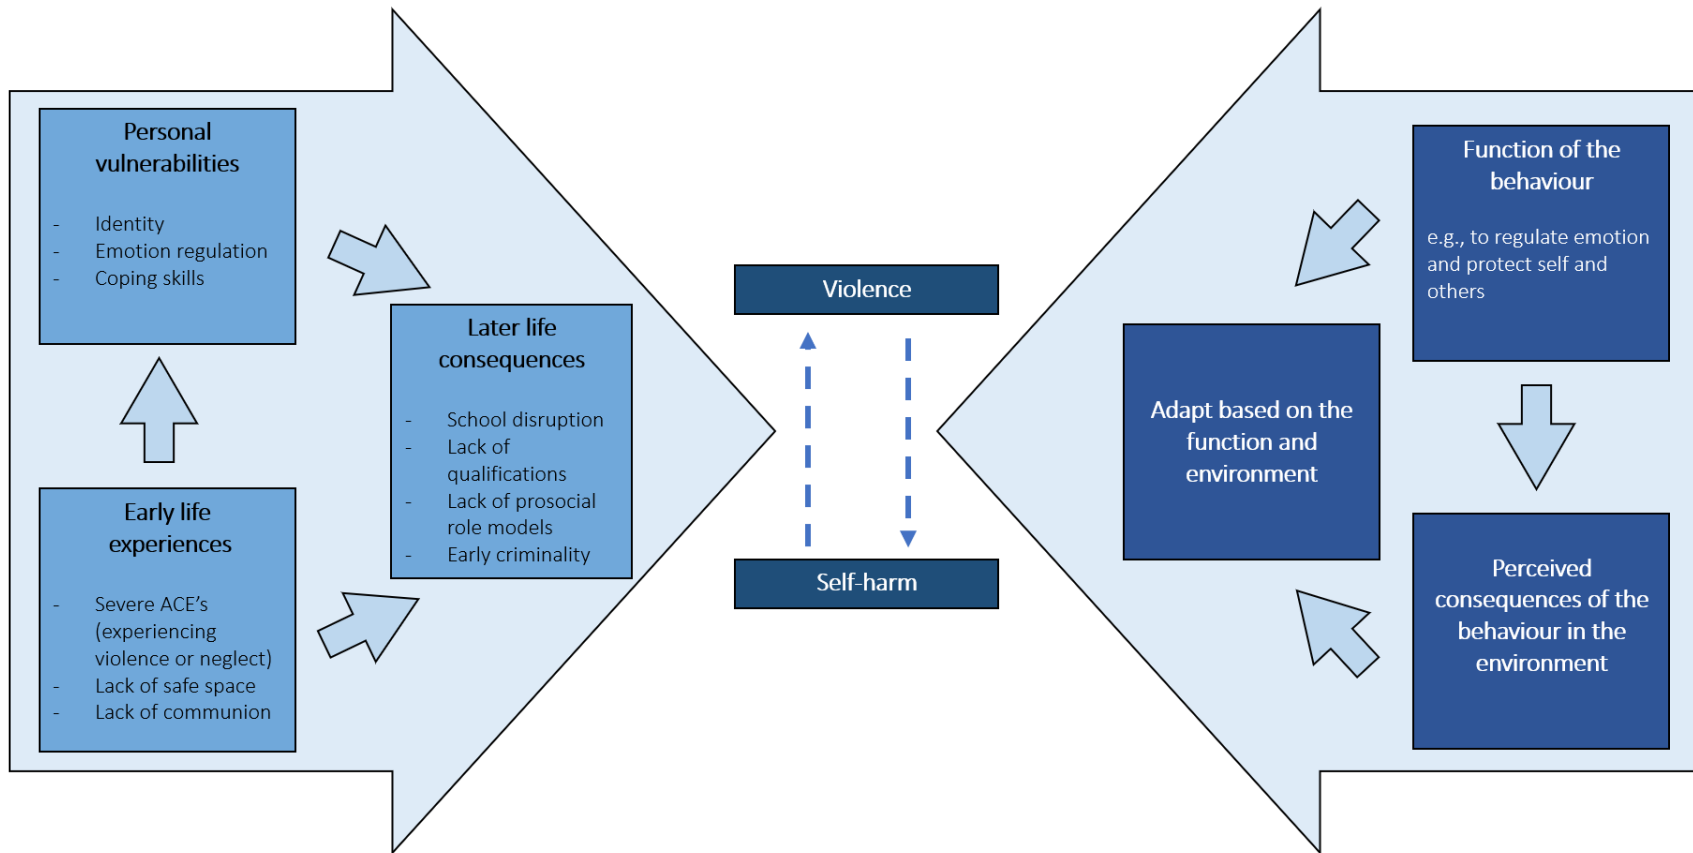 Personal
vulnerabilities
- Identity
- Emotion regulation
- Coping skills
Early life
experiences
- Severe ACE's
(experiencing
violence or neglect)
- Lack of safe space
- Lack of communion
Later life
consequences
- School disruption
- Lack of
qualifications
- Lack of prosocial
role models
- Early criminality
Violence
Self-harm
Function of the
behaviour
e.g., to regulate emotion
and protect self and
others
Adapt based on the
function and
environment
Perceived
consequences of the
behaviour in the
environment